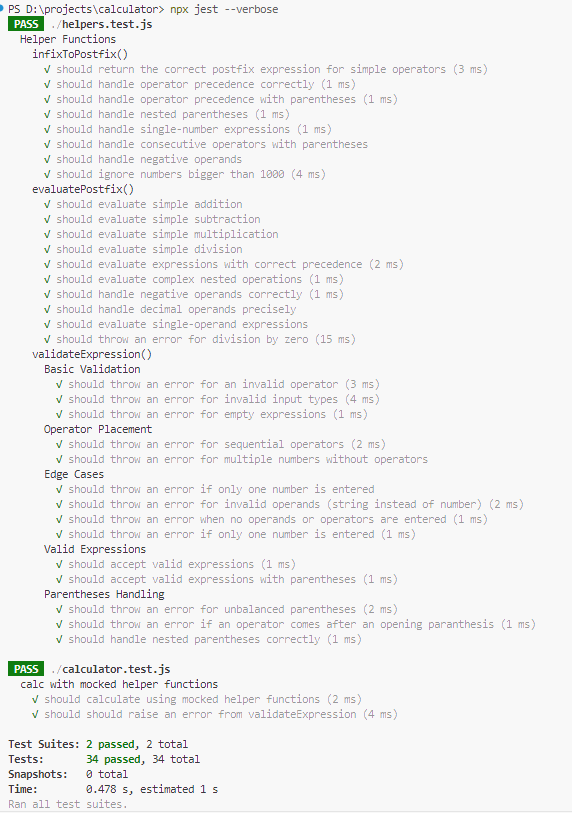 PS D:\projects\calculator> npx jest --verbose
PASS ./helpers.test.js
Helper Functions
infixToPostfix()
√ should return the correct postfix expression for simple operators (3 ms)
√ should handle operator precedence correctly (1 ms)
√ should handle operator precedence with parentheses (1 ms)
√ should handle nested parentheses (1 ms)
√ should handle single-number expressions (1 ms)
√ should handle consecutive operators with parentheses
√ should handle negative operands
√ should ignore numbers bigger than 1000 (4 ms)
evaluatePostfix()
√ should evaluate simple addition
√ should evaluate simple subtraction
√ should evaluate simple multiplication
√ should evaluate simple division
√ should evaluate expressions with correct precedence (2 ms)
√ should evaluate complex nested operations (1 ms)
√ should handle negative operands correctly (1 ms)
√ should handle decimal operands precisely
√ should evaluate single-operand expressions
√ should throw an error for division by zero (15 ms)
validateExpression()
Basic Validation
√ should throw an error for an invalid operator (3 ms)
√ should throw an error for invalid input types (4 ms)
√ should throw an error for empty expressions (1 ms)
Operator Placement
√ should throw an error for sequential operators (2 ms)
√ should throw an error for multiple numbers without operators
Edge Cases
√ should throw an error if only one number is entered
√ should throw an error for invalid operands (string instead of number) (2 ms)
√ should throw an error when no operands or operators are entered (1 ms)
√ should throw an error if only one number is entered (1 ms)
Valid Expressions
√ should accept valid expressions (1 ms)
√ should accept valid expressions with parentheses (1 ms)
Parentheses Handling
√ should throw an error for unbalanced parentheses (2 ms)
√ should throw an error if an operator comes after an opening paranthesis (1 ms)
√ should handle nested parentheses correctly (1 ms)
PASS ./calculator.test.js
calc with mocked helper functions
√ should calculate using mocked helper functions (2 ms)
√ should should raise an error from validateExpression (4 ms)
Test Suites: 2 passed, 2 total
Tests: 34 passed, 34 total
Snapshots: 0 total
Time: 0.478 s, estimated 1 s
Ran all test suites.